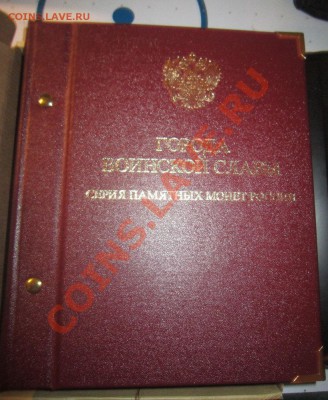 COINS.LAVE.RU
ГОРОДА
ВОИНСКОЙ СЛАВЫ
СЕРИЯ ПАМЯТНЫХ МОНЕТ РОССИИ
COINS.LAVE.RU